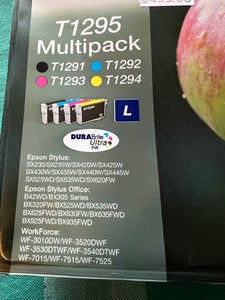 T1295
Multipack
T1291 T1292
T1293 T1294
L
DURABrite
Ultra
INK
Epson Stylus:
SX230/SX235W/SX420W/SX425W
SX430W/SX435W/SX440W/SX445W
SX525WD/SX535WD/SX620FW
Epson Stylus Office:
B42WD/BX305 Series
BX320FW/BX525WD/BX535WD
BX625FWD/BX630FW/BX635FWD
BX925FWD/BX935FWD
WorkForce:
WF-3010DW/WF-3520DWF
WF-3530DTWF/WF-3540DTWF
WF-7015/WF-7515/WF-7525